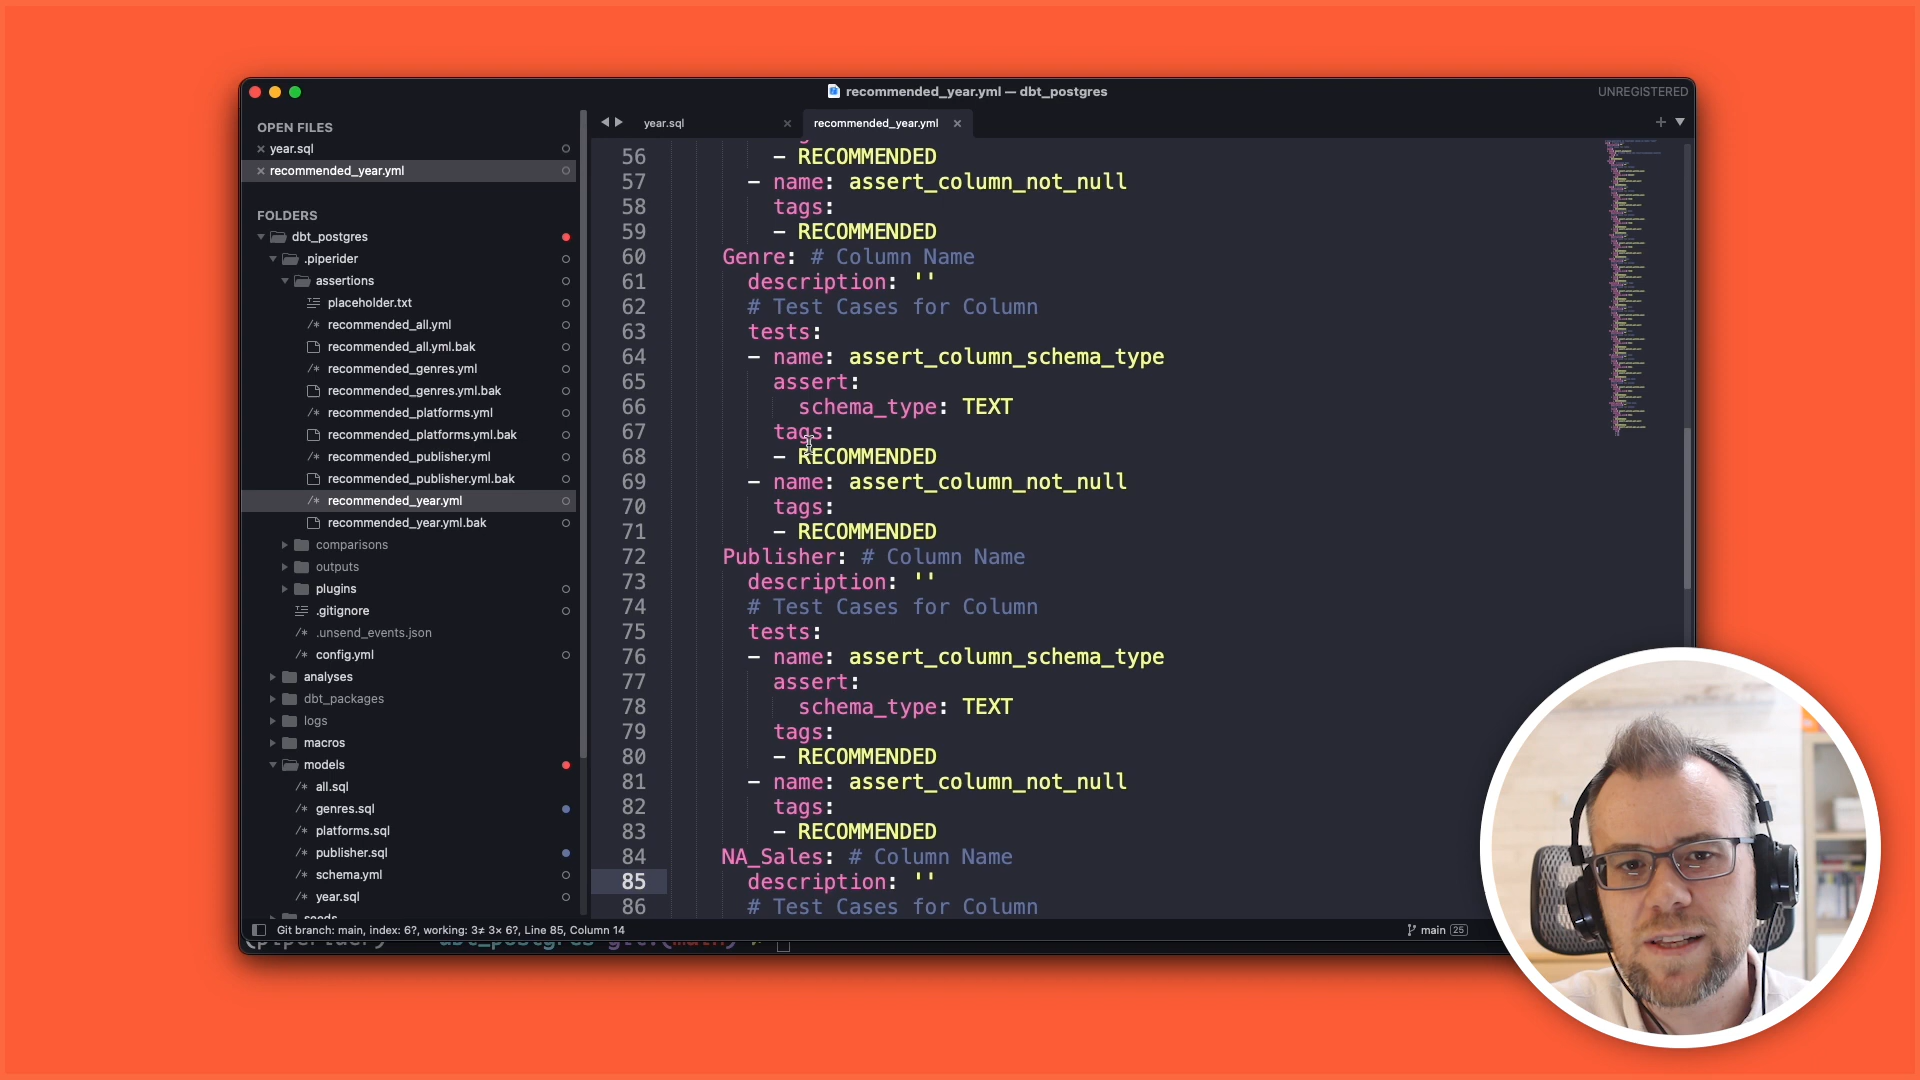 recommended_year.yml — dbt_postgres
UNREGISTERED
OPEN FILES
year.sql
recommended_year.yml
FOLDERS
dbt_postgres
.piperider
assertions
placeholder.txt
recommended_all.yml
recommended_all.yml.bak
recommended_genres.yml
recommended_genres.yml.bak
recommended_platforms.yml
recommended_platforms.yml.bak
recommended_publisher.yml
recommended_publisher.yml.bak
recommended_year.yml
recommended_year.yml.bak
comparisons
outputs
plugins
.gitignore
.unsend_events.json
config.yml
analyses
dbt_packages
logs
macros
models
all.sql
genres.sql
platforms.sql
publisher.sql
schema.yml
year.sql
seeds
year.sql
recommended_year.yml
56 - RECOMMENDED
57 - name: assert_column_not_null
58 tags:
59 - RECOMMENDED
60 Genre: # Column Name
61 description: ''
62 # Test Cases for Column
63 tests:
64 - name: assert_column_schema_type
65 assert:
66 schema_type: TEXT
67 tags:
68 - RECOMMENDED
69 - name: assert_column_not_null
70 tags:
71 - RECOMMENDED
72 Publisher: # Column Name
73 description: ''
74 # Test Cases for Column
75 tests:
76 - name: assert_column_schema_type
77 assert:
78 schema_type: TEXT
79 tags:
80 - RECOMMENDED
81 - name: assert_column_not_null
82 tags:
83 - RECOMMENDED
84 NA_Sales: # Column Name
85 description: ''
86 # Test Cases for Column
Git branch: main, index: 6?, working: 3≠ 3× 6?, Line 85, Column 14
main 25
(piperider) dbt_postgres git:(main)